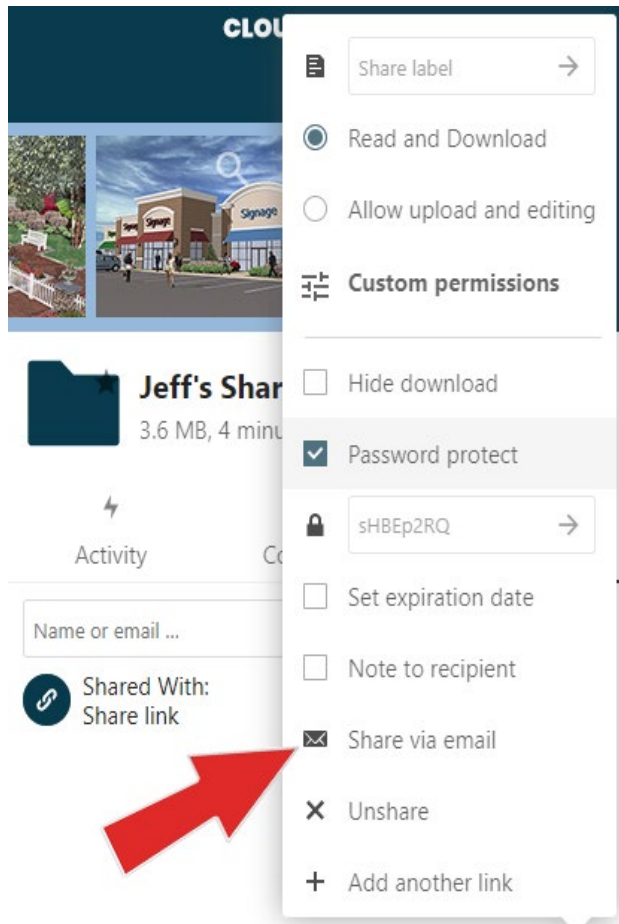 CLOU
Share label
Read and Download
Allow upload and editing
Custom permissions
Signage
Signage
Signage
Jeff's Shar
3.6 MB, 4 minu
Hide download
Password protect
sHBEp2RQ
Activity
Co
Set expiration date
Name or email ...
Note to recipient
Shared With:
Share link
Share via email
Unshare
Add another link